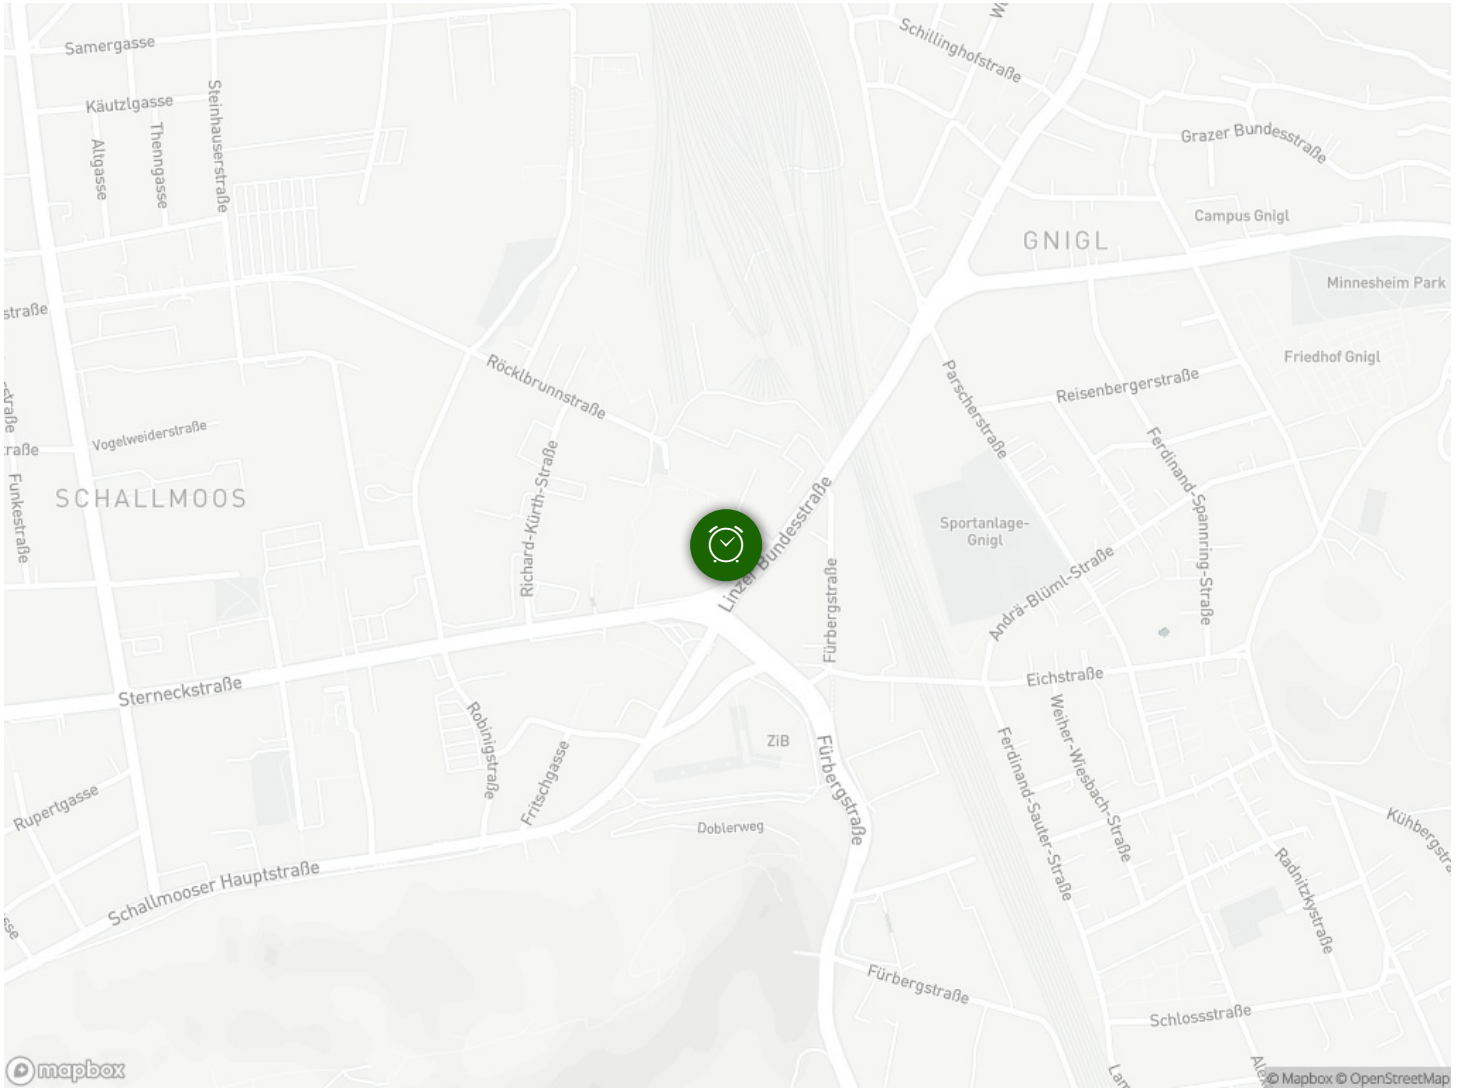 Samergasse
Schillinghofstraße
Käutzlgasse
Steinhauserstraße
Thenngasse
Altgasse
Grazer Bundesstraße
Campus Gnigl
GNIGL
Minnesheim Park
straße
Friedhof Gnigl
Röcklbrunnstraße
Parscherstraße
Reisenbergerstraße
Vogelweiderstraße
Ferdinand-Spannring-Straße
Richard-Kürth-Straße
Funkestraße
SCHALLMOOS
Linzer Bundesstraße
Sportanlage-
Gnigl
Andrä-Blüml-Straße
Fürbergstraße
Eichstraße
Sterneckstraße
Robinigstraße
Weiher-Wiesbach-Straße
Ferdinand-Sauter-Straße
ZiB
Fürbergstraße
Fritschgasse
Rupertgasse
Doblerweg
Kühbergstra
Radnitzkystraße
Schallmooser Hauptstraße
Fürbergstraße
Schlossstraße
mapbox
© Mapbox © OpenStreetMap